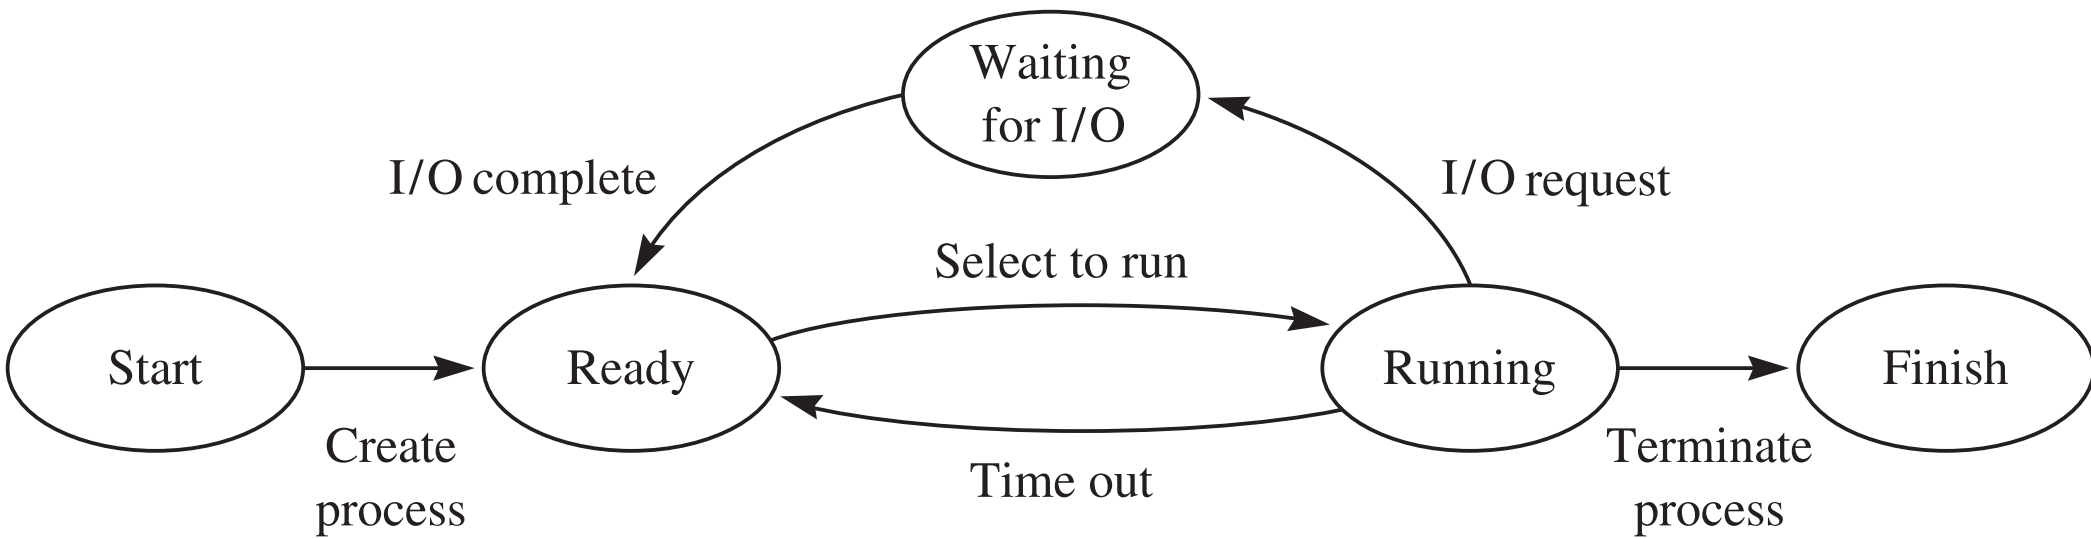 Waiting
for I/O
I/O complete
I/O request
Select to run
Start
Ready
Running
Finish
Create
process
Time out
Terminate
process